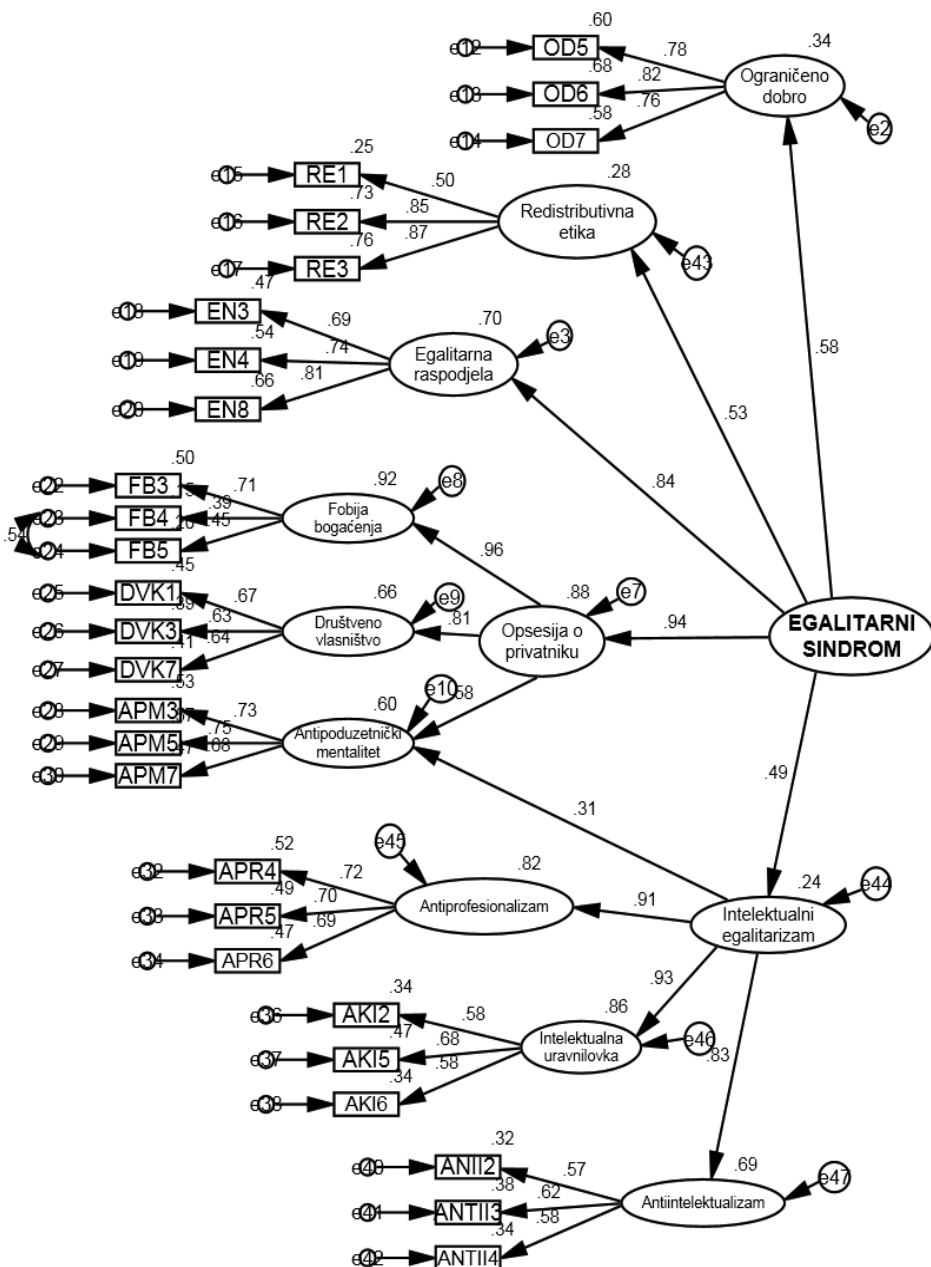 .60
e12 OD5 .78 .34
.68
e13 OD6 .82 Ograničeno
dobro
.76
.58
e14 OD7 e2
.25
e15 RE1 .50 .28
.73
e16 RE2 .85 Redistributivna
etika
.87
.76
e17 RE3 e43
.47
e18 EN3 .69 .70 e3
.54
e19 EN4 .74 Egalitarna
raspodjela
.81
.66
e20 EN8
.58
.53
.84
.50
e22 FB3 .71 .92 e8
e23 FB4 .39 Fobija
bogaćenja
.45
.54
e24 FB5 .96
.45
e25 DVK1 .67 .66 e9 .88 e7
.39
e26 DVK3 .63 Društveno
vlasništvo
.81 Opsesija o
privatniku
.94 EGALITARNI
SINDROM
.64
.41
e27 DVK7
.53
e28 APM3 .73 .60 e10 .58
e29 APM5 .75 Antipoduzetnički
mentalitet
.68
.47
e30 APM7
.49
.31
e45
.52
e32 APR4 .72 .82 .24 e44
.49
e33 APR5 .70 Antiprofesionalizam .91 Intelektualni
egalitarizam
.69
.47
e34 APR6
.93
.34
e36 AKI2 .58 .86
.47
e37 AKI5 .68 Intelektualna
uravnilovka
e46
.83
.58
.34
e38 AKI6
.32
e40 ANII2 .57 .69 e47
.38
e41 ANTII3 .62 Antiintelektualizam
.58
.34
e42 ANTII4